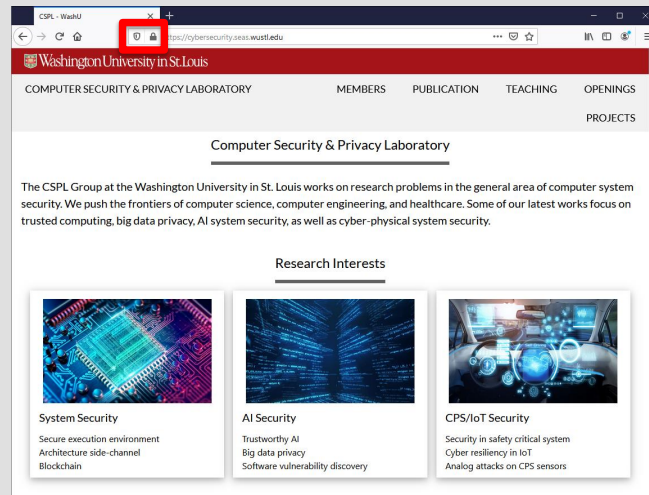 CSPL - WashU
https://cybersecurity.seas.wustl.edu
Washington University in St. Louis
COMPUTER SECURITY & PRIVACY LABORATORY MEMBERS PUBLICATION TEACHING OPENINGS
PROJECTS
Computer Security & Privacy Laboratory
The CSPL Group at the Washington University in St. Louis works on research problems in the general area of computer system
security. We push the frontiers of computer science, computer engineering, and healthcare. Some of our latest works focus on
trusted computing, big data privacy, AI system security, as well as cyber-physical system security.
Research Interests
System Security
Secure execution environment
Architecture side-channel
Blockchain
AI Security
Trustworthy AI
Big data privacy
Software vulnerability discovery
CPS/IoT Security
Security in safety critical system
Cyber resiliency in IoT
Analog attacks on CPS sensors